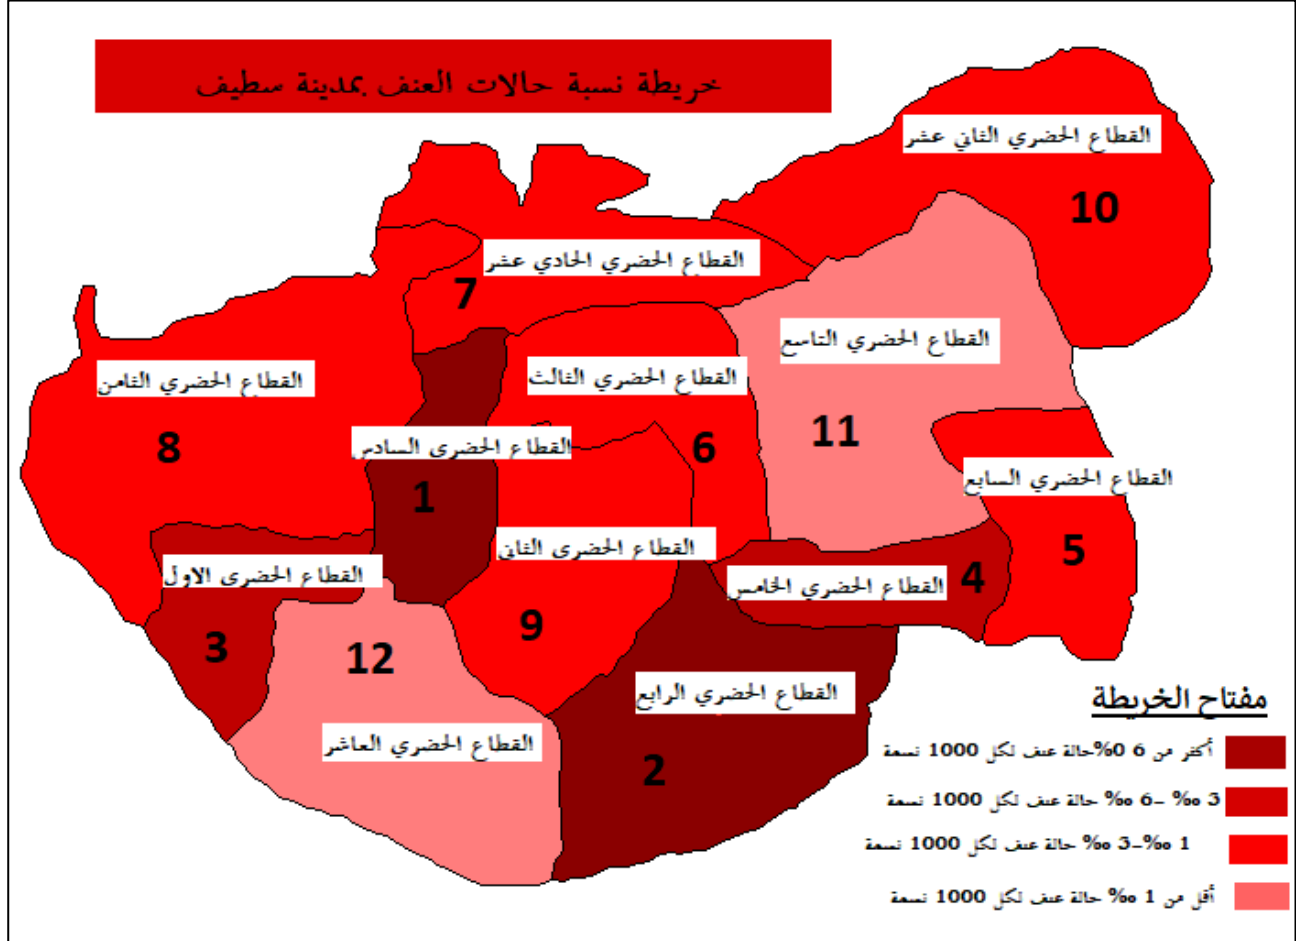 خريطة نسبة حالات العنف بمدينة سطيف
القطاع الحضري الثاني عشر
10
القطاع الحضري الحادي عشر
7
القطاع الحضري التاسع
11
القطاع الحضري الثالث
6
القطاع الحضري الثامن
8
القطاع الحضري السادس
1
القطاع الحضري السابع
5
القطاع الحضري الثاني
9
القطاع الحضري الاول
3
القطاع الحضري الخامس
4
12
القطاع الحضري الرابع
2
القطاع الحضري العاشر
مفتاح الخريطة
أكثر من 6 0%حالة عنف لكل 1000 نسمة
3 ‰ -6 ‰ حالة عنف لكل 1000 نسمة
1 ‰-3 ‰ حالة عنف لكل 1000 نسمة
أقل من 1 ‰ حالة عنف لكل 1000 نسمة